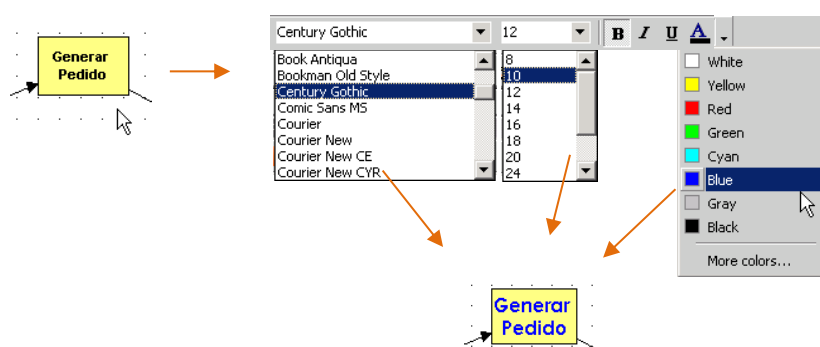 Generar
Pedido
Century Gothic
12
B I U A
Book Antiqua
Bookman Old Style
Century Gothic
Comic Sans MS
Courier
Courier New
Courier New CE
Courier New CYR
8
10
12
14
16
18
20
24
White
Yellow
Red
Green
Cyan
Blue
Gray
Black
More colors...
Generar
Pedido